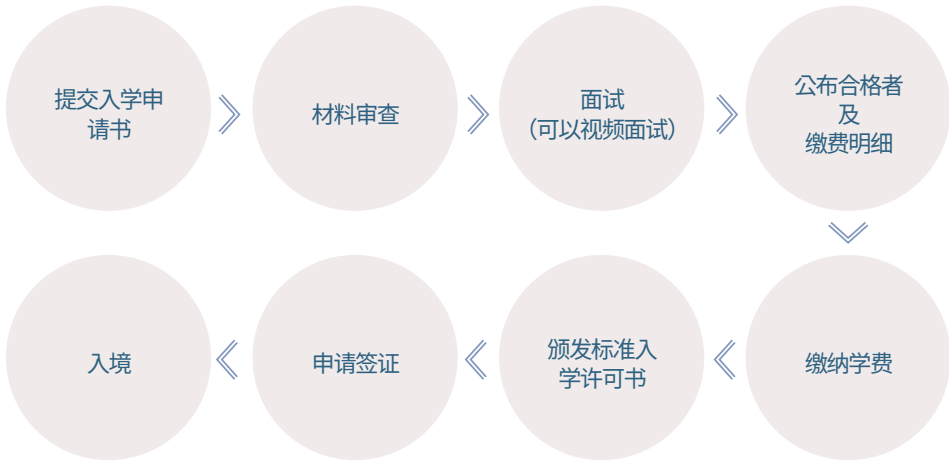 提交入学申
请书
材料审查
面试
（可以视频面试）
公布合格者
及
缴费明细
缴纳学费
颁发标准入
学许可书
申请签证
入境